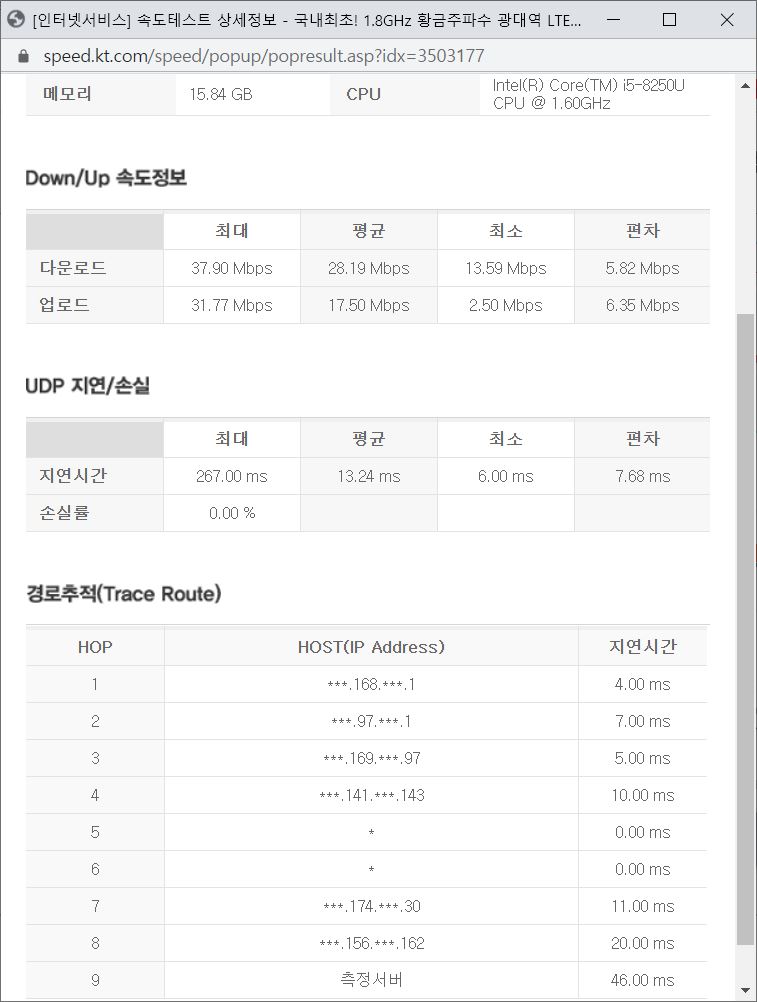 [인터넷서비스] 속도테스트 상세정보 - 국내최초! 1.8GHz 황금주파수 광대역 LTE...
speed.kt.com/speed/popup/popresult.asp?idx=3503177
메모리 15.84 GB CPU Intel(R) Core(TM) i5-8250U
CPU @ 1.60GHz
Down/Up 속도정보
최대 평균 최소 편차
다운로드 37.90 Mbps 28.19 Mbps 13.59 Mbps 5.82 Mbps
업로드 31.77 Mbps 17.50 Mbps 2.50 Mbps 6.35 Mbps
UDP 지연/손실
최대 평균 최소 편차
지연시간 267.00 ms 13.24 ms 6.00 ms 7.68 ms
손실률 0.00 %
경로추적(Trace Route)
HOP HOST(IP Address) 지연시간
1 ***.168.***.1 4.00 ms
2 ***.97.***.1 7.00 ms
3 ***.169.***.97 5.00 ms
4 ***.141.***.143 10.00 ms
5 * 0.00 ms
6 * 0.00 ms
7 ***.174.***.30 11.00 ms
8 ***.156.***.162 20.00 ms
9 측정서버 46.00 ms